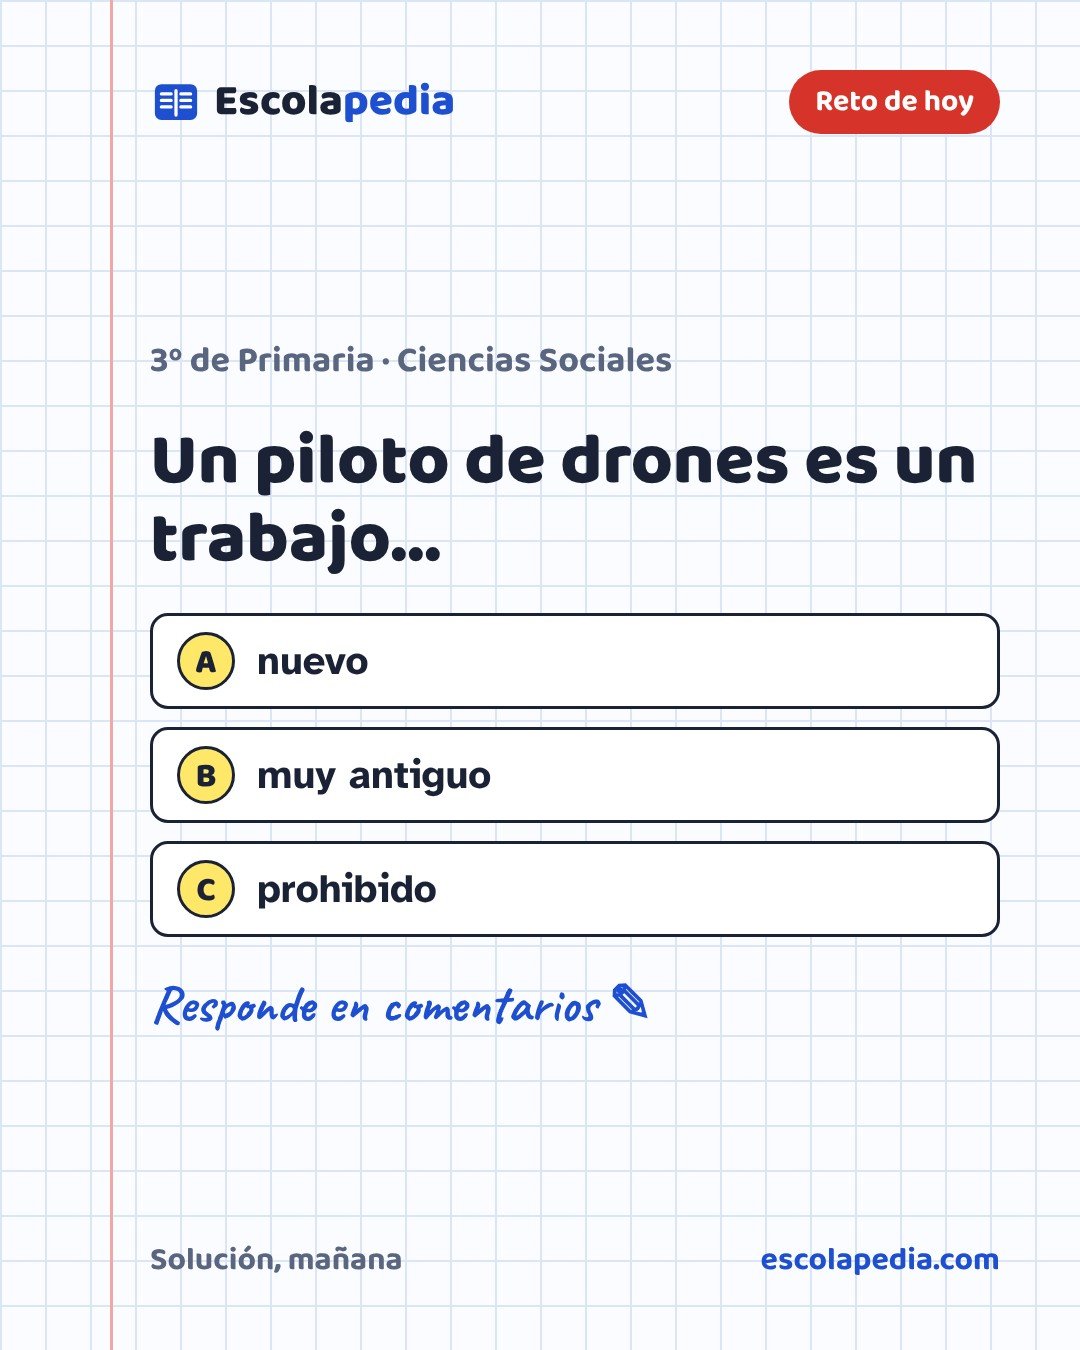 Escolapedia
Reto de hoy
3º de Primaria · Ciencias Sociales
Un piloto de drones es un
trabajo...
A nuevo
B muy antiguo
C prohibido
Responde en comentarios ✎
Solución, mañana
escolapedia.com